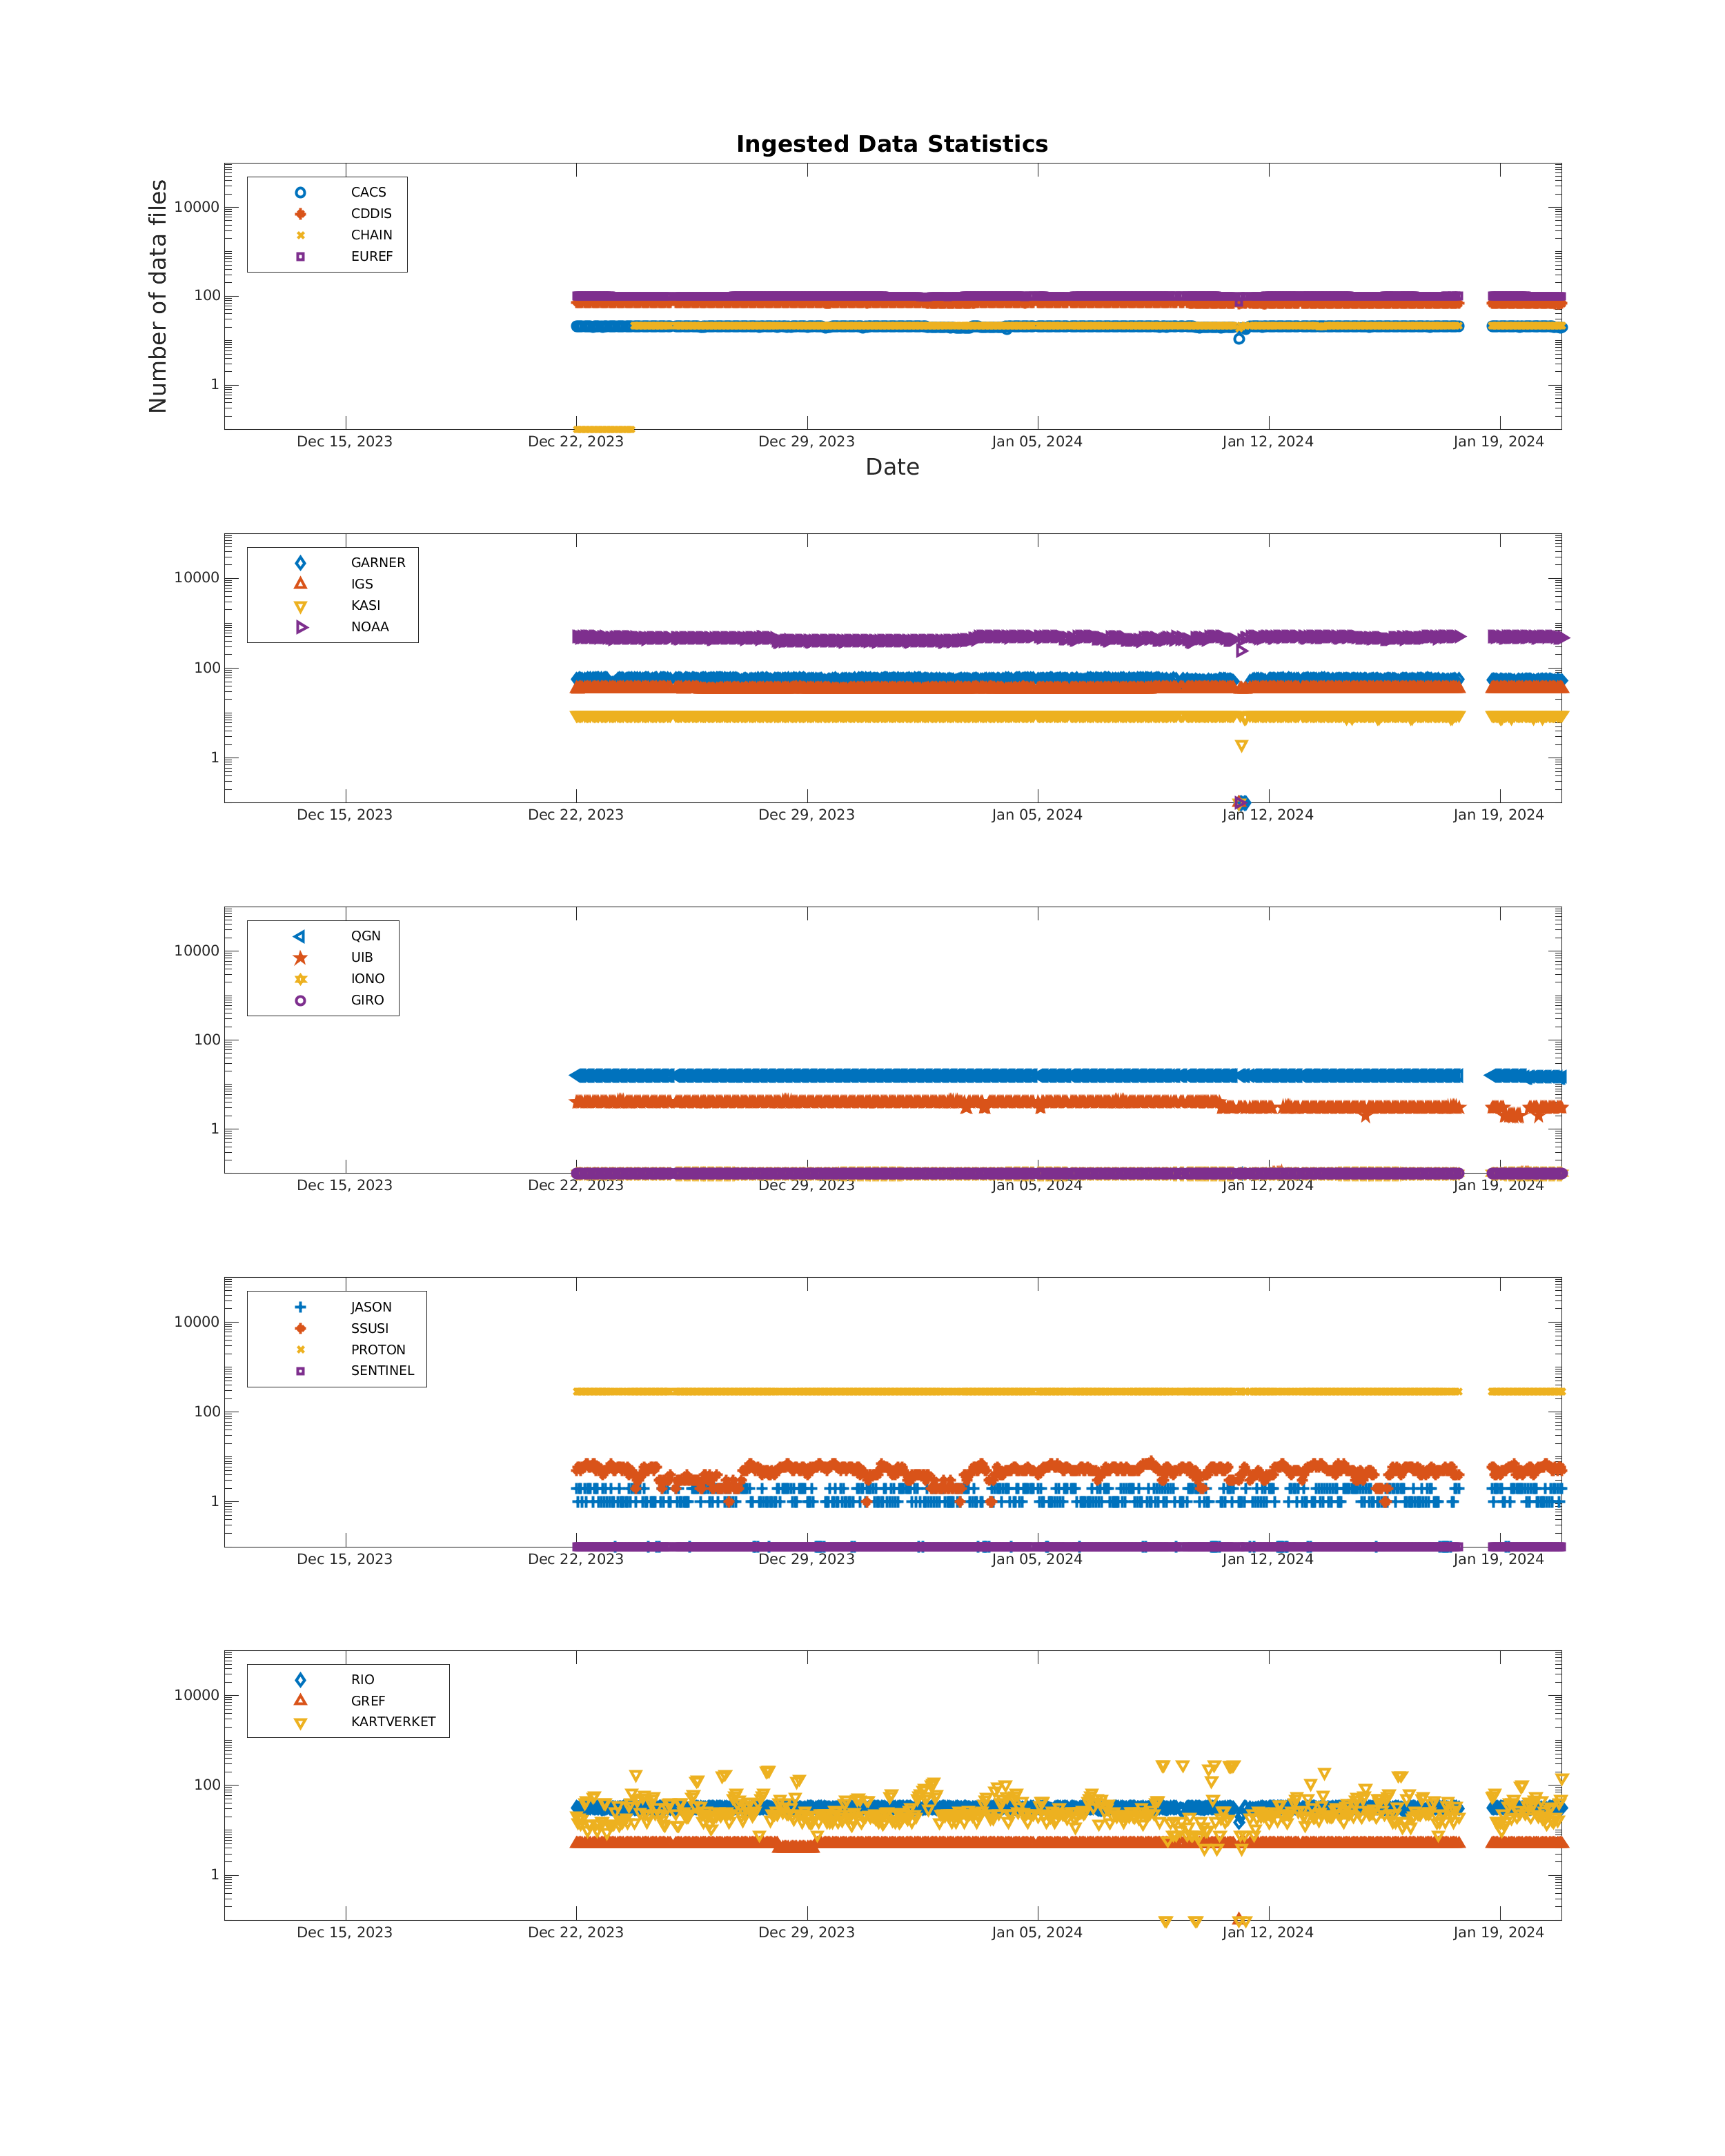 Ingested Data Statistics
Number of data files
10000
100
1
CACS
CDDIS
CHAIN
EUREF
Dec 15, 2023
Dec 22, 2023
Dec 29, 2023
Jan 05, 2024
Jan 12, 2024
Jan 19, 2024
Date
10000
100
1
GARNER
IGS
KASI
NOAA
Dec 15, 2023
Dec 22, 2023
Dec 29, 2023
Jan 05, 2024
Jan 12, 2024
Jan 19, 2024
10000
100
1
QGN
UIB
IONO
GIRO
Dec 15, 2023
Dec 22, 2023
Dec 29, 2023
Jan 05, 2024
Jan 12, 2024
Jan 19, 2024
10000
100
1
JASON
SSUSI
PROTON
SENTINEL
Dec 15, 2023
Dec 22, 2023
Dec 29, 2023
Jan 05, 2024
Jan 12, 2024
Jan 19, 2024
10000
100
1
RIO
GREF
KARTVERKET
Dec 15, 2023
Dec 22, 2023
Dec 29, 2023
Jan 05, 2024
Jan 12, 2024
Jan 19, 2024